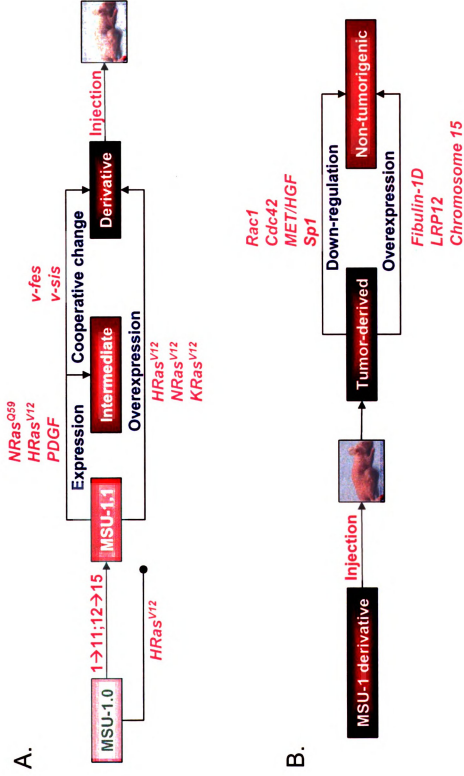 A.
MSU-1.0
1→11;12→15
HRasV12
MSU-1.1
NRasQ59
HRasV12
PDGF
Expression
Intermediate
v-fes
v-sis
Cooperative change
Overexpression
HRasV12
NRasV12
KRasV12
Derivative
Injection
B.
MSU-1 derivative
Injection
Tumor-derived
Rac1
Cdc42
MET/HGF
Sp1
Down-regulation
Overexpression
Fibulin-1D
LRP12
Chromosome 15
Non-tumorigenic